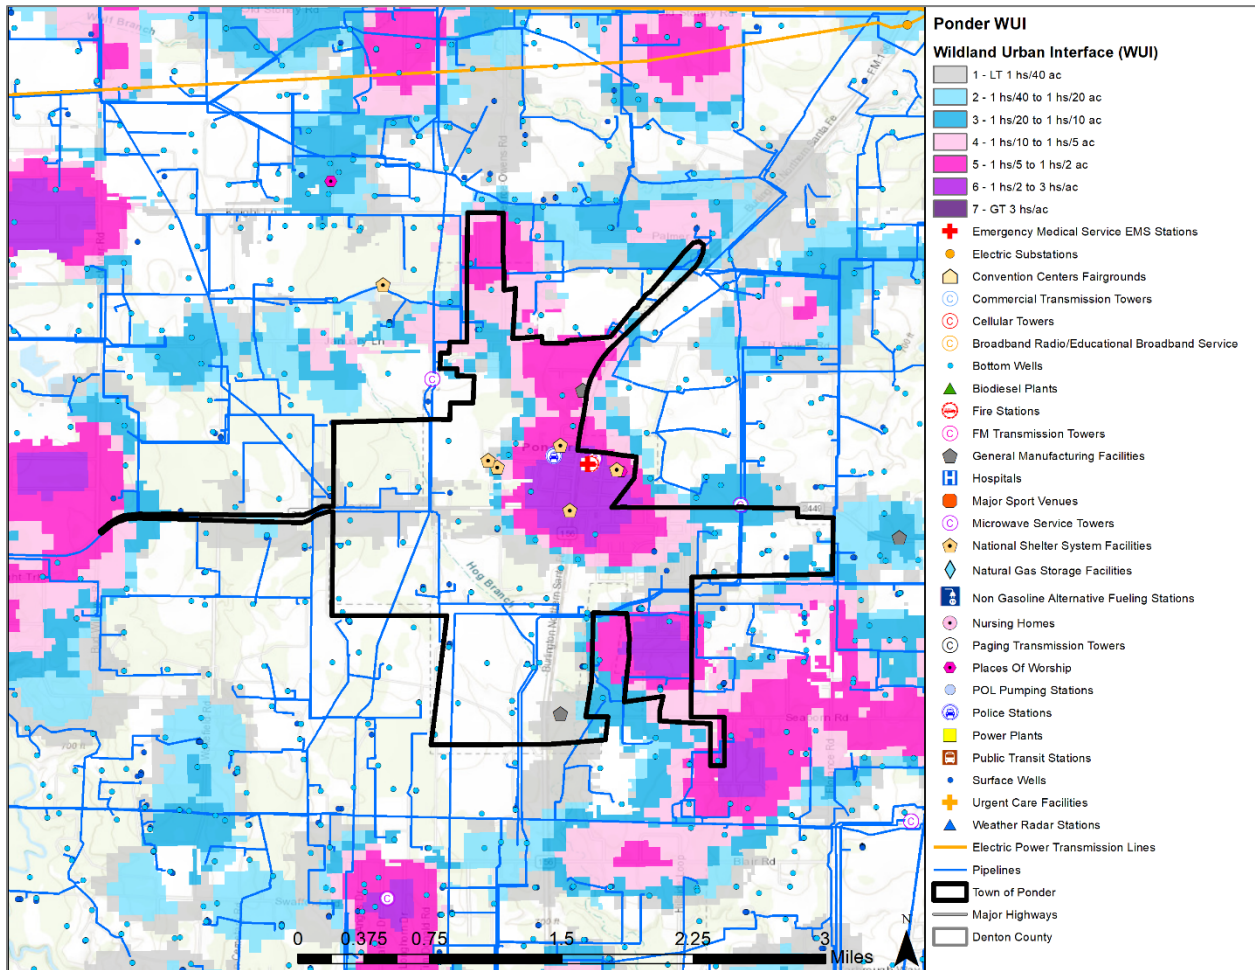 Ponder WUI
Wildland Urban Interface (WUI)
1 - LT 1 hs/40 ac
2 - 1 hs/40 to 1 hs/20 ac
3 - 1 hs/20 to 1 hs/10 ac
4 - 1 hs/10 to 1 hs/5 ac
5 - 1 hs/5 to 1 hs/2 ac
6 - 1 hs/2 to 3 hs/ac
7 - GT 3 hs/ac
Emergency Medical Service EMS Stations
Electric Substations
Convention Centers Fairgrounds
Commercial Transmission Towers
Cellular Towers
Broadband Radio/Educational Broadband Service
Bottom Wells
Biodiesel Plants
Fire Stations
FM Transmission Towers
General Manufacturing Facilities
Hospitals
Major Sport Venues
Microwave Service Towers
National Shelter System Facilities
Natural Gas Storage Facilities
Non Gasoline Alternative Fueling Stations
Nursing Homes
Paging Transmission Towers
Places Of Worship
POL Pumping Stations
Police Stations
Power Plants
Public Transit Stations
Surface Wells
Urgent Care Facilities
Weather Radar Stations
Electric Power Transmission Lines
Pipelines
Town of Ponder
Major Highways
Denton County
N
Hog Branch
Blair Rd
0 0.375 0.75 1.5 2.25 3
Miles